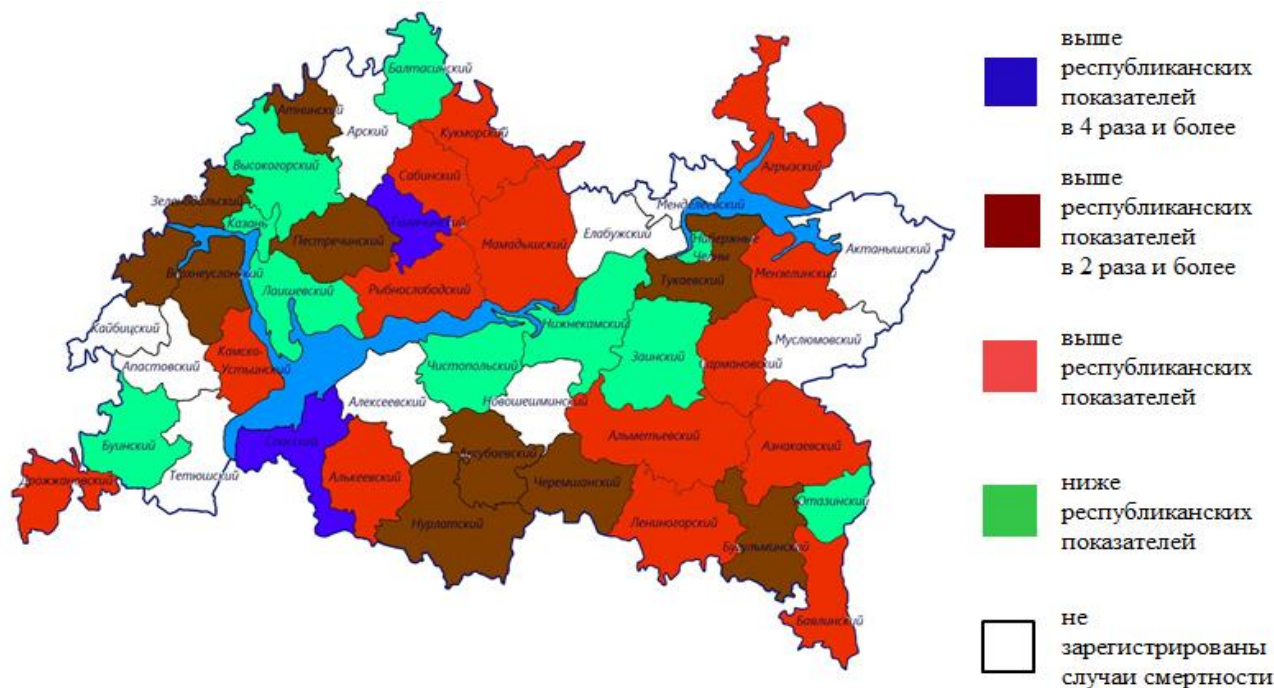 Балтасинский
Атнинский
Арский
Кукморский
Высокогорский
Сабинский
Агрызский
Зеленодольский
Менделеевский
Казань
Тюлячинский
Елабужский
Пестречинский
Мамадышский
Набережные
Челны
Актанышский
Верхнеуслонский
Лаишевский
Рыбнослободский
Тукаевский
Мензелинский
Кайбицский
Нижнекамский
Муслюмовский
Камско-
Устьинский
Апастовский
Чистопольский
Заинский
Сармановский
Алексеевский
Новошешминский
Буинский
Спасский
Альметьевский
Азнакаевский
Аксубаевский
Тетюшский
Алькеевский
Дрожжановский
Черемшанский
Отазинский
Нурлатский
Лениногорский
Бугульминский
Бавлинский
выше
республиканских
показателей
в 4 раза и более
выше
республиканских
показателей
в 2 раза и более
выше
республиканских
показателей
ниже
республиканских
показателей
не
зарегистрированы
случаи смертности